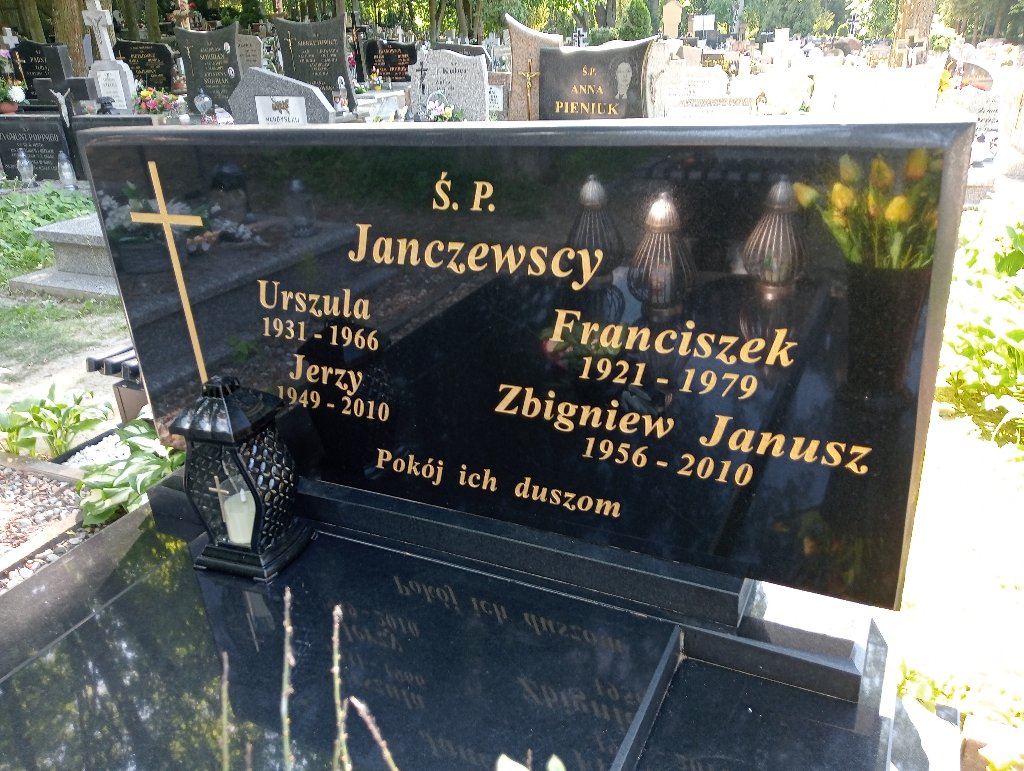 Ś. P.
Janczewscy
Urszula
1931 - 1966
Jerzy
1949 - 2010
Franciszek
1921 - 1979
Zbigniew Janusz
1956 - 2010
Pokój ich duszom
Ś.P.
ANNA
PIENIUK